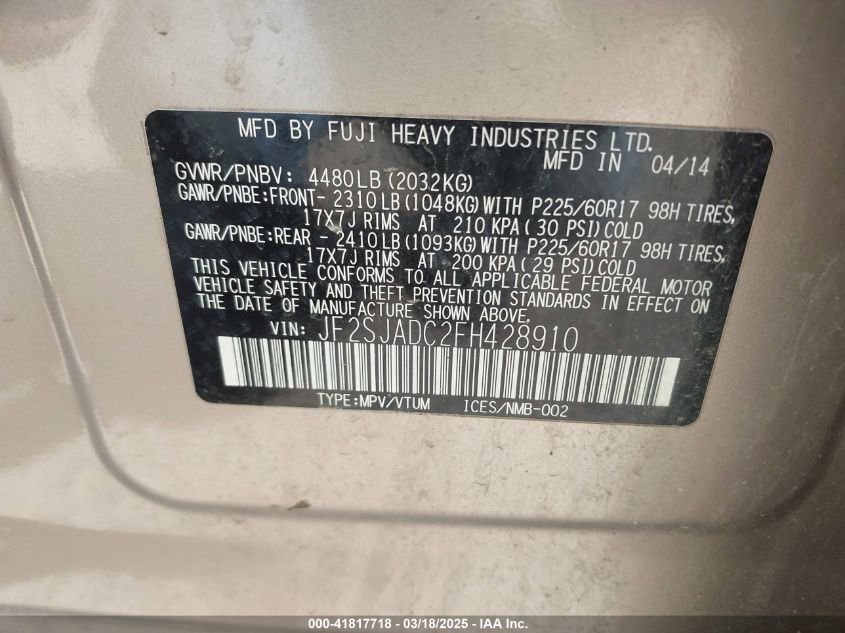 MFD BY FUJI HEAVY INDUSTRIES LTD.
MFD IN 04/14
GVWR/PNBV: 4480LB(2032KG)
GAWR/PNBE:FRONT- 2310LB(1048KG)WITH P225/60R17 98H TIRES,
17X7J RIMS AT 210 KPA(30 PSI)COLD
GAWR/PNBE:REAR - 2410LB(1093KG)WITH P225/60R17 98H TIRES,
17X7J RIMS AT 200 KPA(29 PSI)COLD
THIS VEHICLE CONFORMS TO ALL APPLICABLE FEDERAL MOTOR
VEHICLE SAFETY AND THEFT PREVENTION STANDARDS IN EFFECT ON
THE DATE OF MANUFACTURE SHOWN ABOVE.
VIN: JF2SJADC2FH428910
TYPE:MPV/VTUM ICES/NMB-002
000-41817718 - 03/18/2025 - IAA Inc.